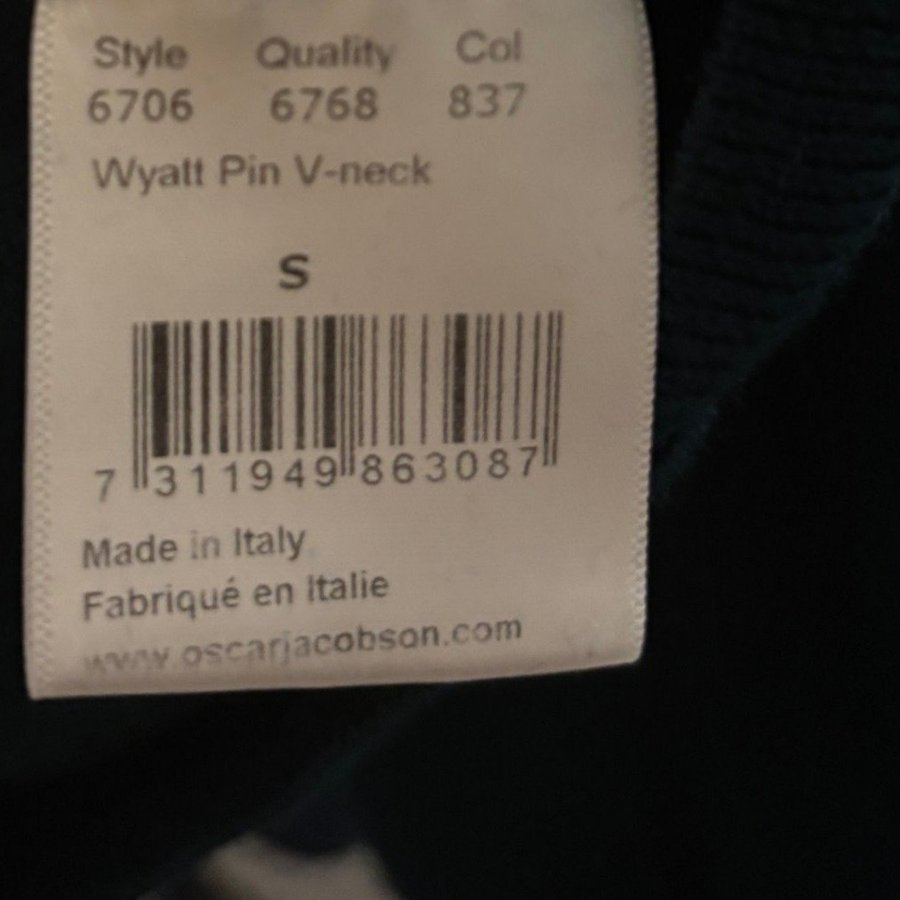 Style Quality Col
6706 6768 837
Wyatt Pin V-neck
S
7 311949 863087
Made in Italy
Fabriqué en Italie
www.oscarjacobson.com